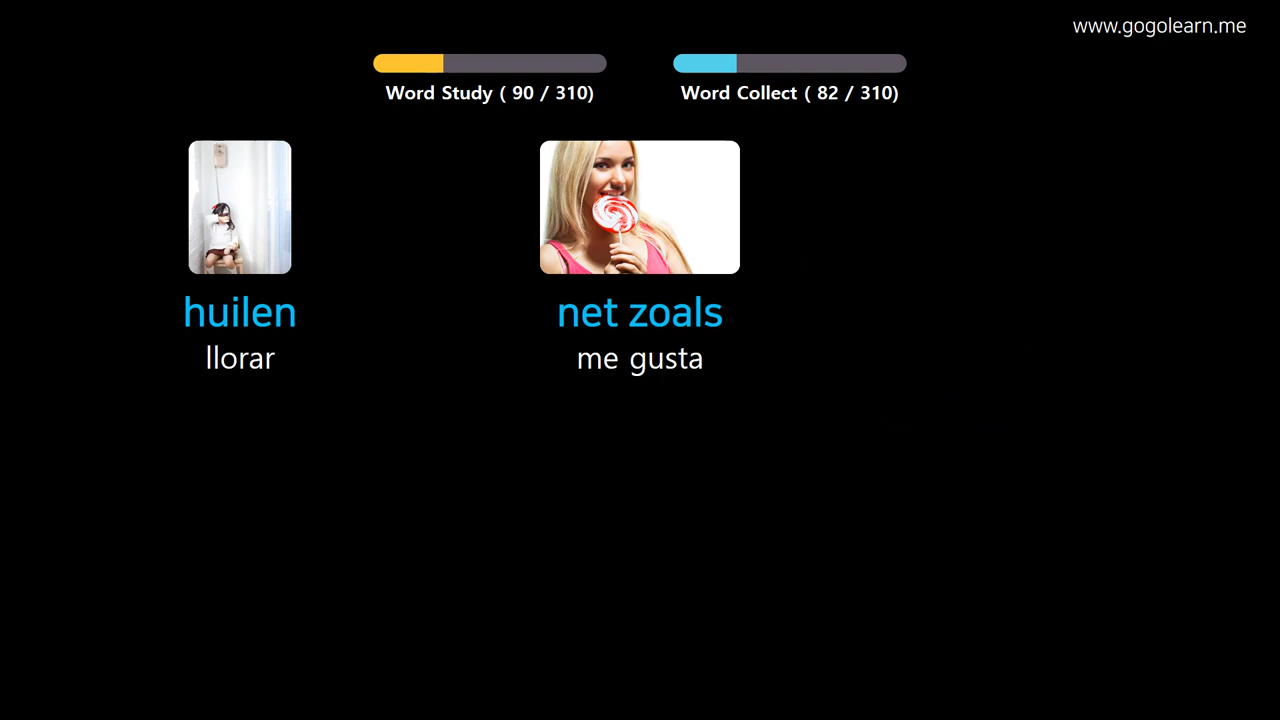 www.gogolearn.me
Word Study ( 90 / 310)
Word Collect ( 82 / 310)
huilen
llorar
net zoals
me gusta